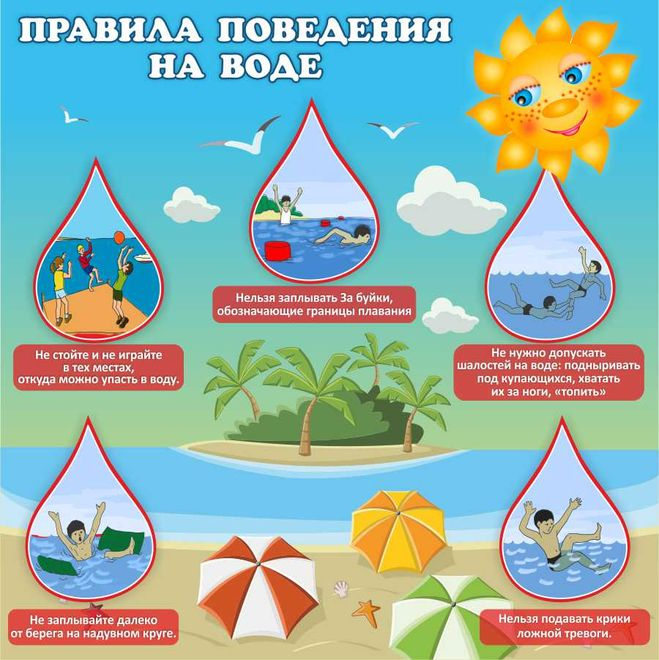 ПРАВИЛА ПОВЕДЕНИЯ
НА ВОДЕ
Нельзя заплывать За буйки,
обозначающие границы плавания
Не стойте и не играйте
в тех местах,
откуда можно упасть в воду.
Не нужно допускать
шалостей на воде: подныривать
под купающихся, хватать
их за ноги, «топить»
Не заплывайте далеко
от берега на надувном круге.
Нельзя подавать крики
ложной тревоги.